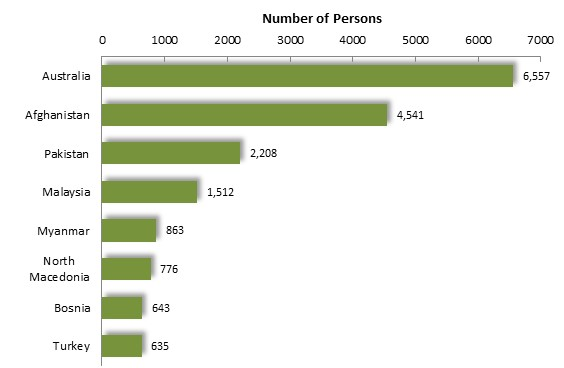 Number of Persons
0 1000 2000 3000 4000 5000 6000 7000
Australia 6,557
Afghanistan 4,541
Pakistan 2,208
Malaysia 1,512
Myanmar 863
North
Macedonia 776
Bosnia 643
Turkey 635